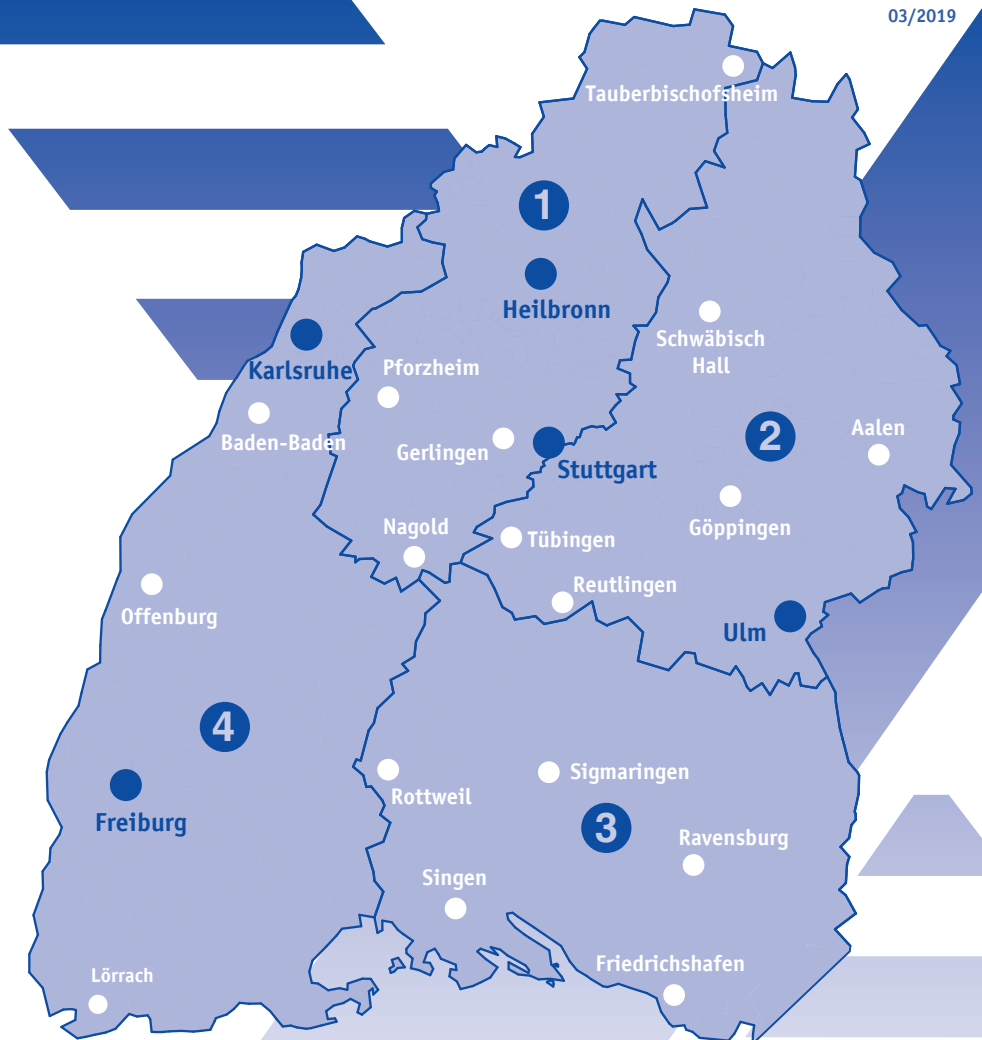 03/2019
Tauberbischofsheim
1
Heilbronn
Schwäbisch
Hall
Karlsruhe
Pforzheim
Baden-Baden
Gerlingen
Stuttgart
2
Aalen
Göppingen
Nagold
Tübingen
Reutlingen
Offenburg
Ulm
4
Freiburg
Rottweil
Sigmaringen
3
Ravensburg
Singen
Friedrichshafen
Lörrach